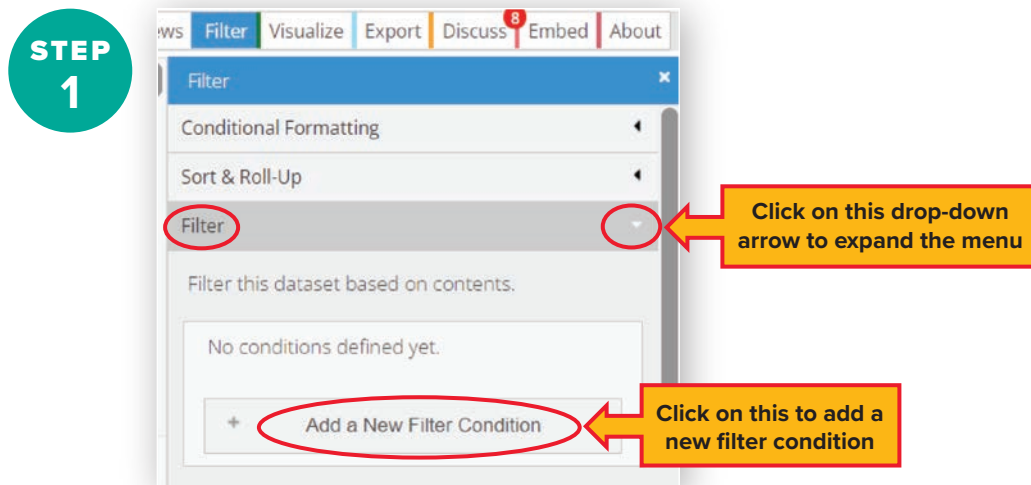 STEP
1
ws Filter Visualize Export Discuss 8 Embed About
Filter ×
Conditional Formatting
Sort & Roll-Up
Filter
Click on this drop-down
arrow to expand the menu
Filter this dataset based on contents.
No conditions defined yet.
+ Add a New Filter Condition
Click on this to add a
new filter condition